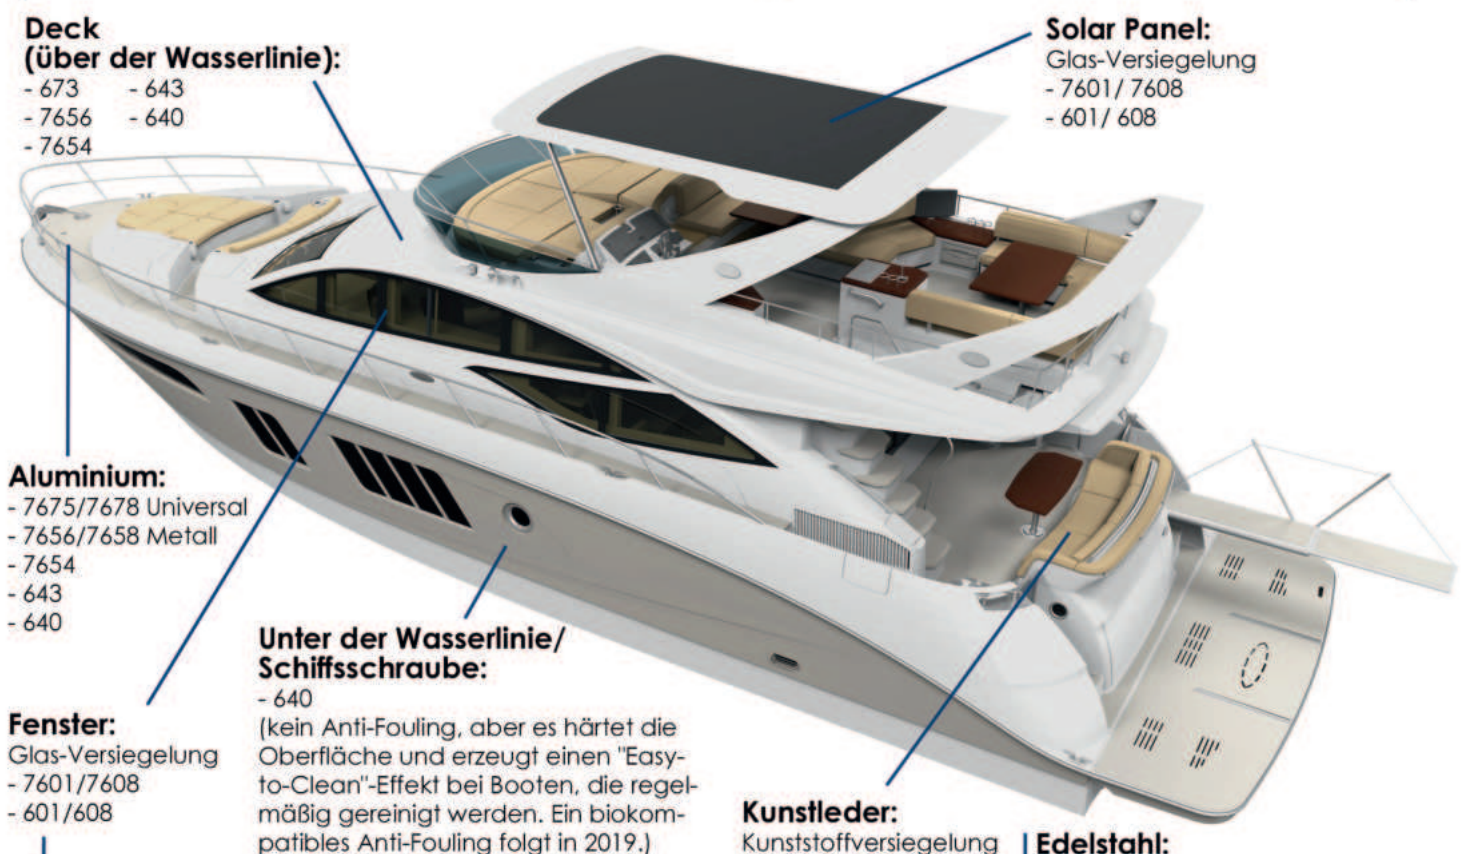 Deck
(über der Wasserlinie):
- 673 - 643
- 7656 - 640
- 7654
Solar Panel:
Glas-Versiegelung
- 7601/ 7608
- 601/ 608
Aluminium:
- 7675/7678 Universal
- 7656/7658 Metall
- 7654
- 643
- 640
Unter der Wasserlinie/
Schiffsschraube:
- 640
(kein Anti-Fouling, aber es härtet die
Oberfläche und erzeugt einen "Easy-
to-Clean"-Effekt bei Booten, die regel-
mäßig gereinigt werden. Ein biokom-
patibles Anti-Fouling folgt in 2019.)
Fenster:
Glas-Versiegelung
- 7601/7608
- 601/608
Kunstleder:
Kunststoffversiegelung
Edelstahl: